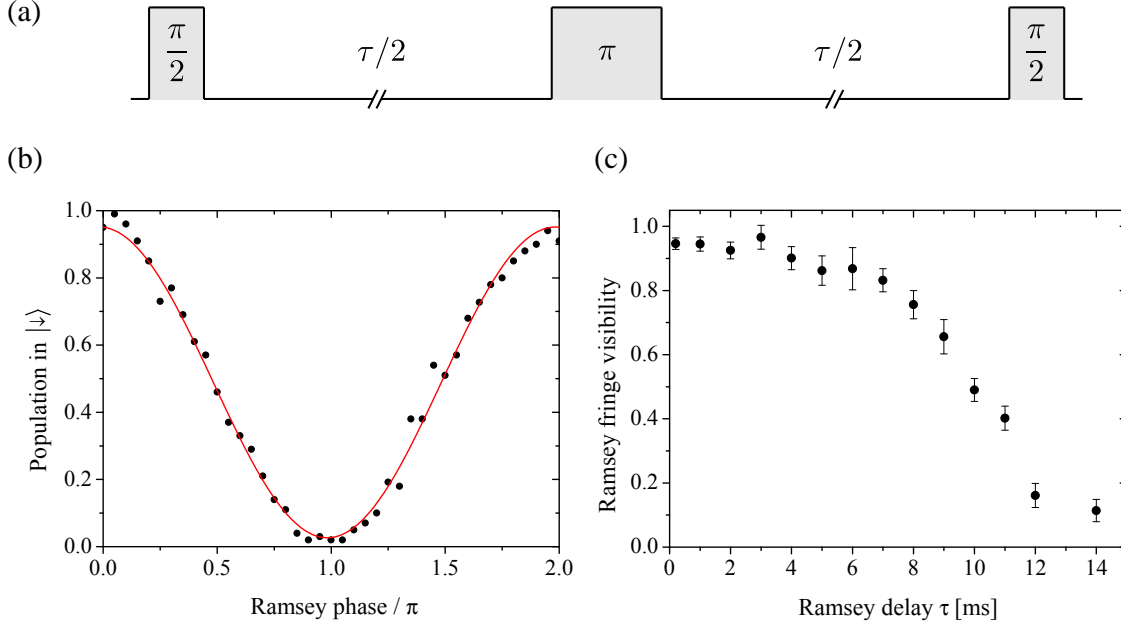 (a)
π/2
τ/2
π
τ/2
π/2
(b)
(c)
Population in |↓⟩
1.0
0.8
0.6
0.4
0.2
0.0
0.0
0.5
1.0
1.5
2.0
Ramsey phase / π
Ramsey fringe visibility
1.0
0.8
0.6
0.4
0.2
0.0
0
2
4
6
8
10
12
14
Ramsey delay τ [ms]